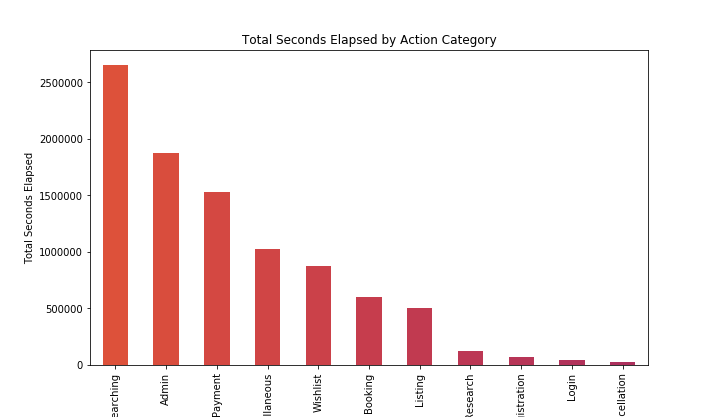 Total Seconds Elapsed by Action Category
Total Seconds Elapsed
2500000
2000000
1500000
1000000
500000
0
earching
Admin
Payment
llaneous
Wishlist
Booking
Listing
Research
istration
Login
cellation